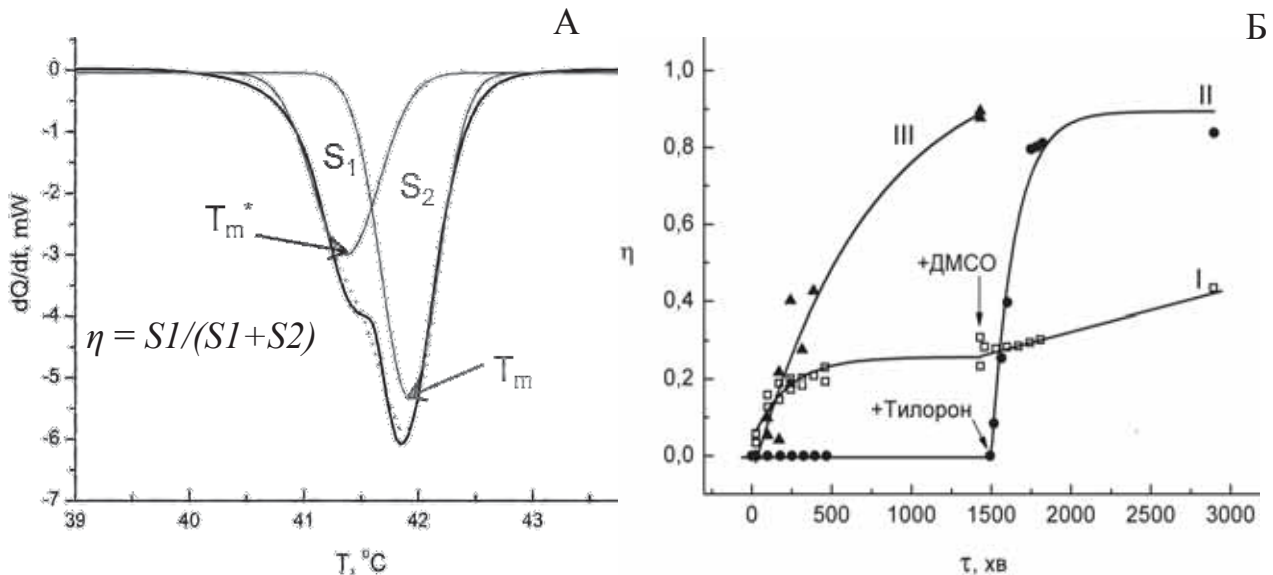 А
0
-1
-2
-3
-4
-5
-6
-7
dQ/dt, mW
S1
S2
Tm*
Tm
η = S1/(S1+S2)
39
40
41
42
43
T, °C
Б
1,0
0,8
0,6
0,4
0,2
0,0
η
III
II
I
+ДМСО
+Тилорон
0
500
1000
1500
2000
2500
3000
τ, хв